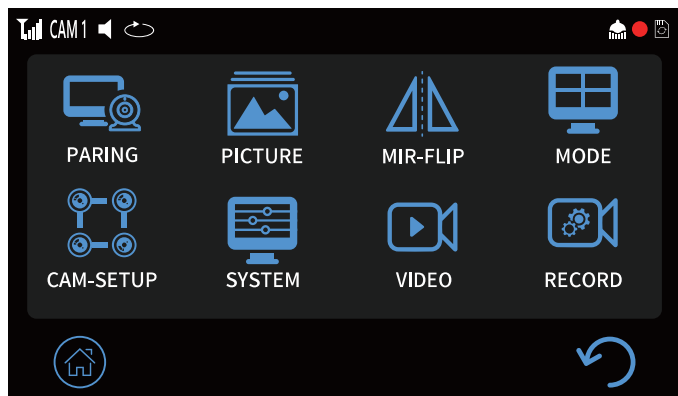 CAM 1
PARING PICTURE MIR-FLIP MODE
CAM-SETUP SYSTEM VIDEO RECORD